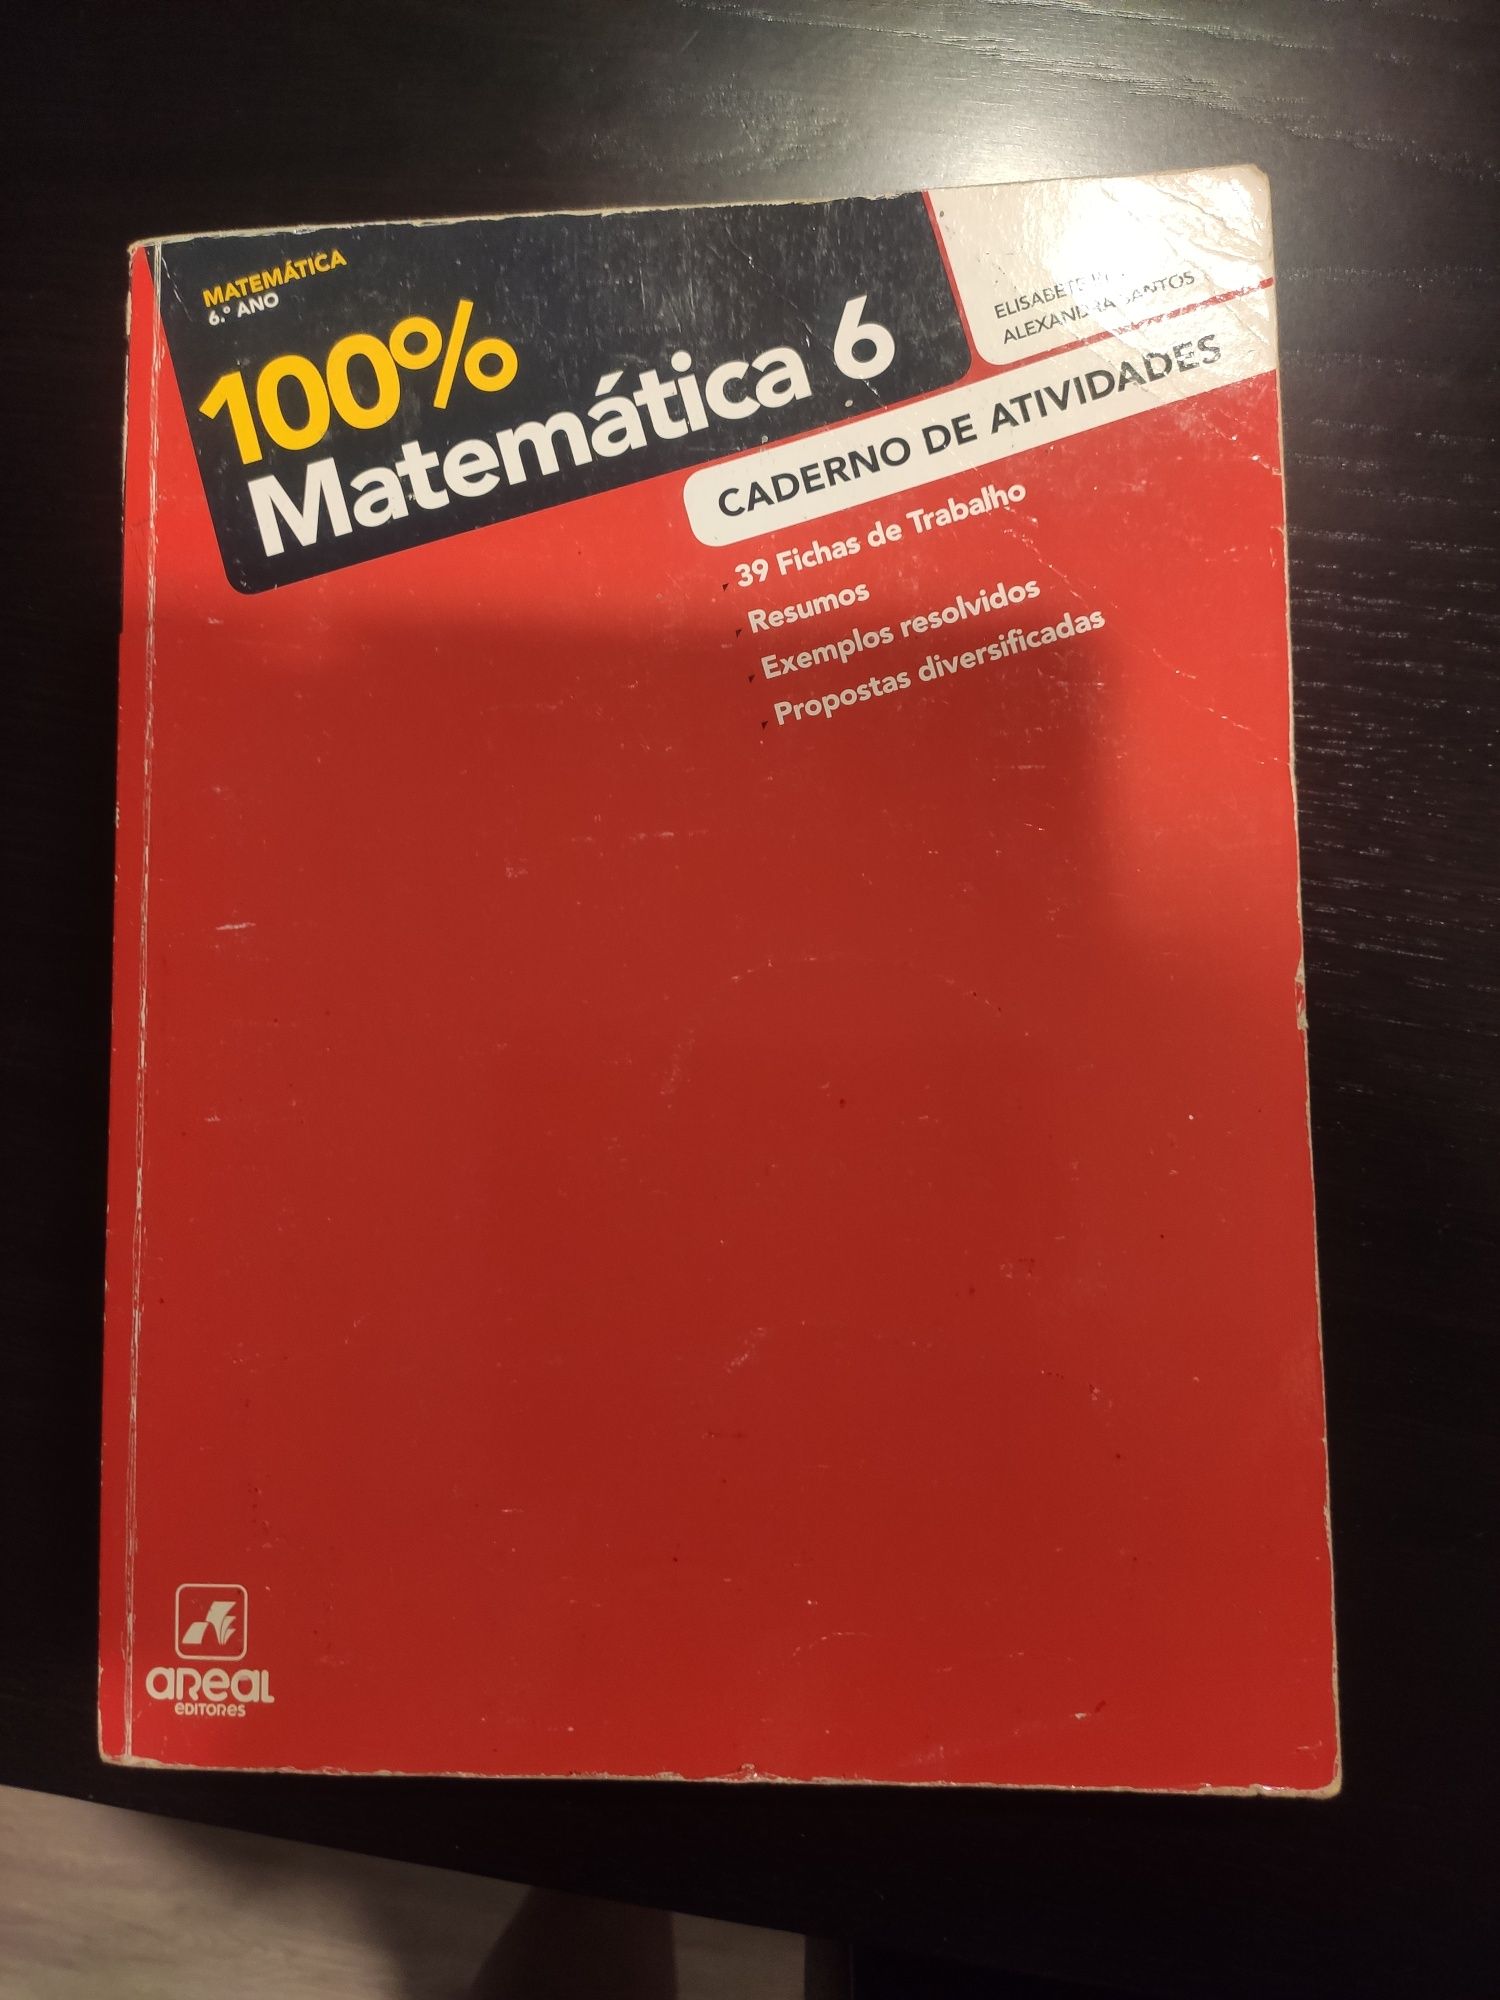 MATEMÁTICA
6.º ANO
100%
Matemática 6
ELISABETE
ALEXANDRA SANTOS
CADERNO DE ATIVIDADES
39 Fichas de Trabalho
Resumos
Exemplos resolvidos
Propostas diversificadas
aReal
eDITORes